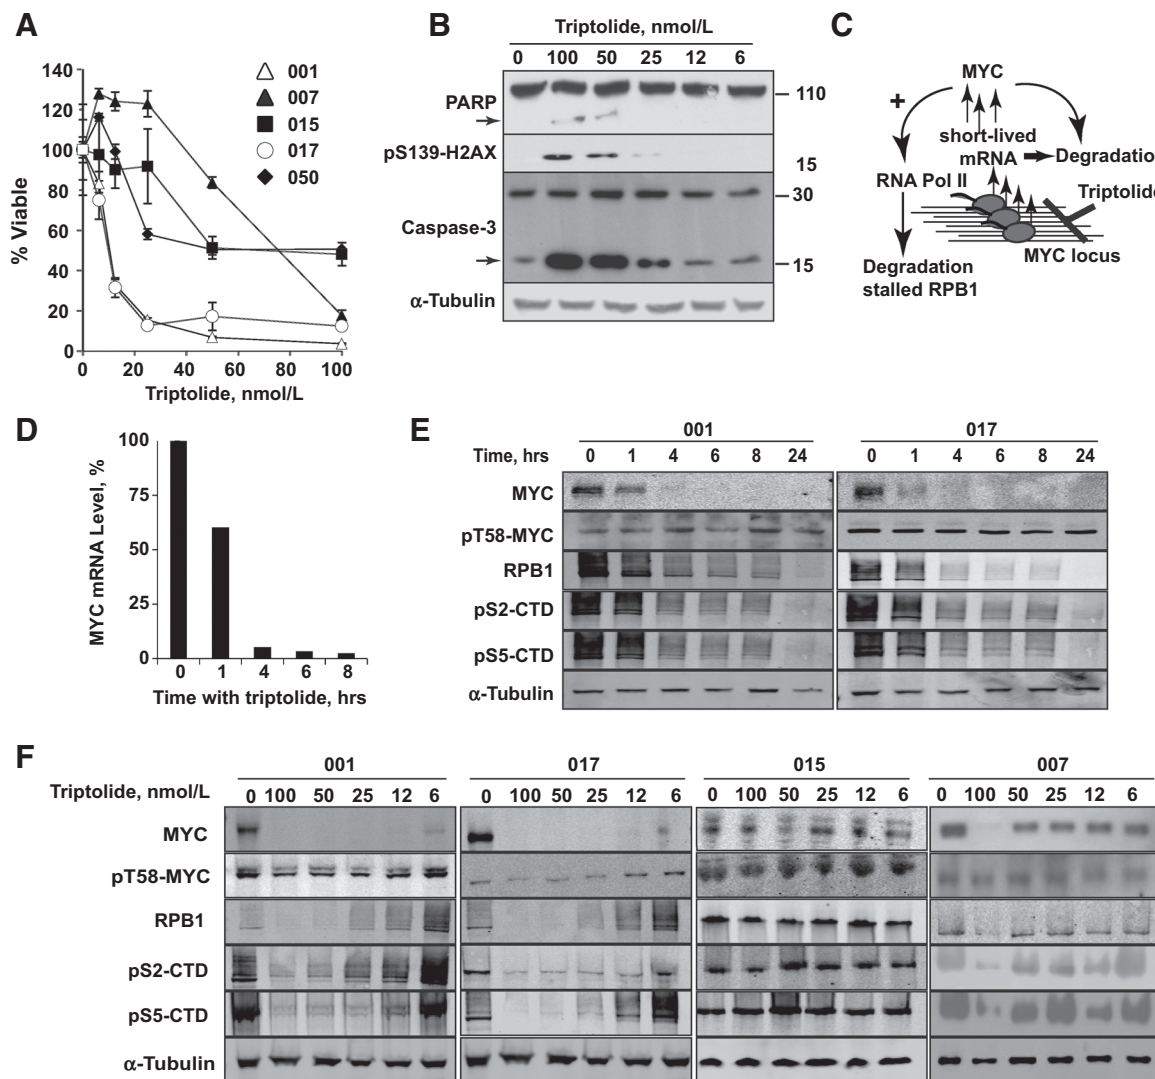 A
140
120
100
80
60
40
20
0
% Viable
0 20 40 60 80 100
Triptolide, nmol/L
001
007
015
017
050
B
Triptolide, nmol/L
0 100 50 25 12 6
PARP
110
pS139-H2AX
15
30
Caspase-3
15
α-Tubulin
C
MYC
+
short-lived
mRNA
Degradatio
RNA Pol II
Triptolide
MYC locus
Degradation
stalled RPB1
D
100
75
50
25
0
MYC mRNA Level, %
0 1 4 6 8
Time with triptolide, hrs
E
001 017
Time, hrs 0 1 4 6 8 24 0 1 4 6 8 24
MYC
pT58-MYC
RPB1
pS2-CTD
pS5-CTD
α-Tubulin
F
001 017 015 007
Triptolide, nmol/L 0 100 50 25 12 6 0 100 50 25 12 6 0 100 50 25 12 6 0 100 50 25 12 6
MYC
pT58-MYC
RPB1
pS2-CTD
pS5-CTD
α-Tubulin